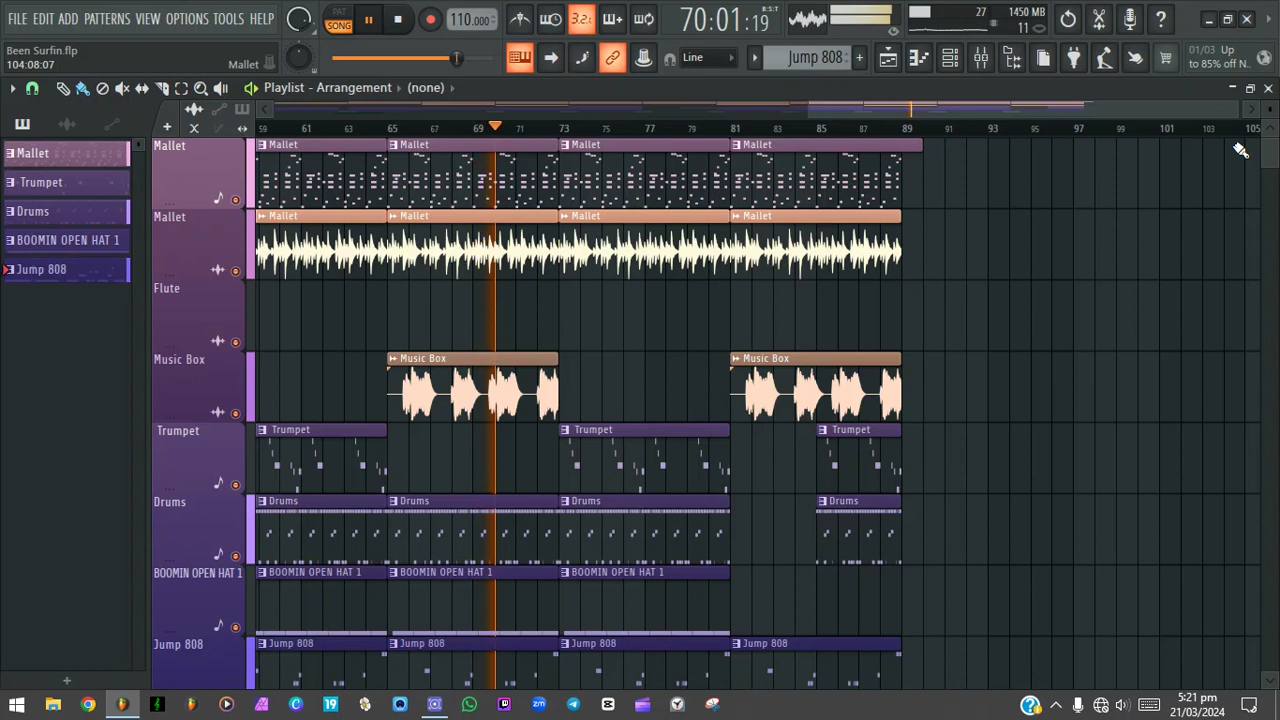 FILE EDIT ADD PATTERNS VIEW OPTIONS TOOLS HELP
PAT
SONG
110.000
3.2
70:01:19
27
1450 MB
11
Been Surfin.flp
104:08:07
Mallet
Line
Jump 808
01/03 Up
to 85% off N..
Playlist - Arrangement
(none)
59 61 63 65 67 69 71 73 75 77 79 81 83 85 87 89 91 93 95 97 99 101 103 105
Mallet
Trumpet
Drums
BOOMIN OPEN HAT 1
Jump 808
Mallet
Mallet
Mallet
Mallet
Mallet
Mallet
Mallet
Mallet
Mallet
Mallet
Flute
Music Box
Music Box
Music Box
Trumpet
Trumpet
Trumpet
Trumpet
Drums
Drums
Drums
Drums
Drums
BOOMIN OPEN HAT 1
BOOMIN OPEN HAT 1
BOOMIN OPEN HAT 1
BOOMIN OPEN HAT 1
Jump 808
Jump 808
Jump 808
Jump 808
Jump 808
19
zm
5:21 pm
21/03/2024